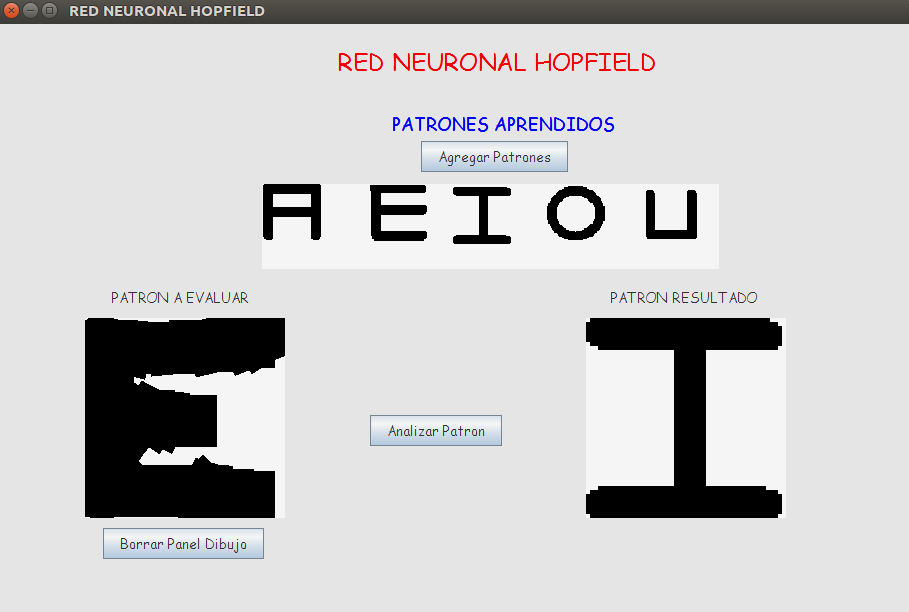 RED NEURONAL HOPFIELD
RED NEURONAL HOPFIELD
PATRONES APRENDIDOS
Agregar Patrones
A E I O U
PATRON A EVALUAR
PATRON RESULTADO
E
I
Analizar Patron
Borrar Panel Dibujo